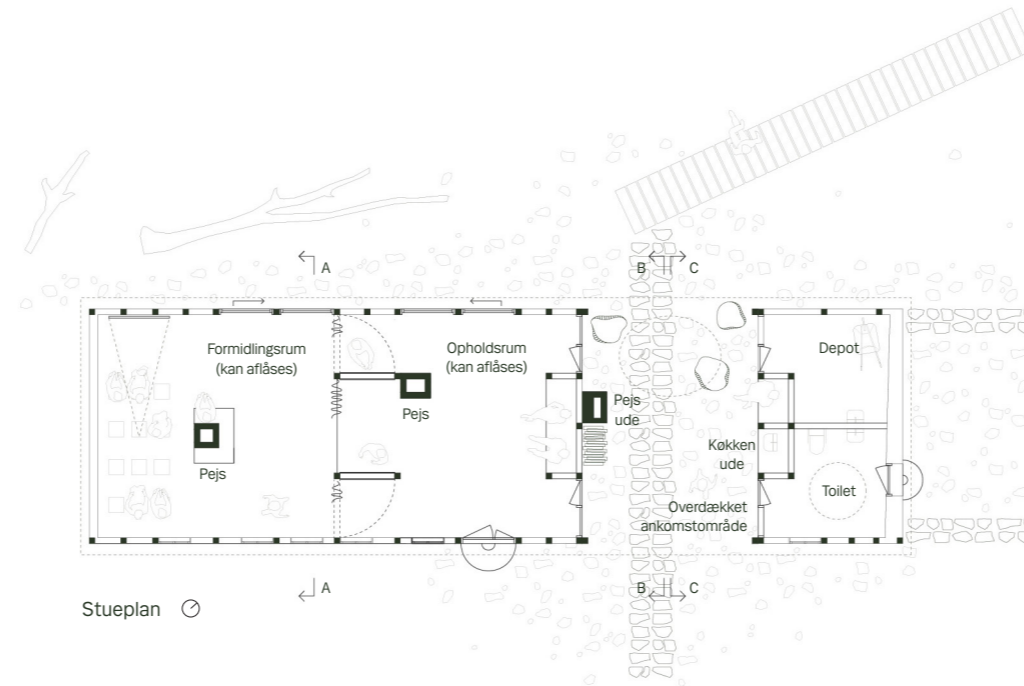 A
B
C
Formidlingsrum
(kan aflåses)
Opholdsrum
(kan aflåses)
Depot
Pejs
Pejs
ude
Pejs
Køkken
ude
Toilet
Overdækket
ankomstområde
A
B
C
Stueplan